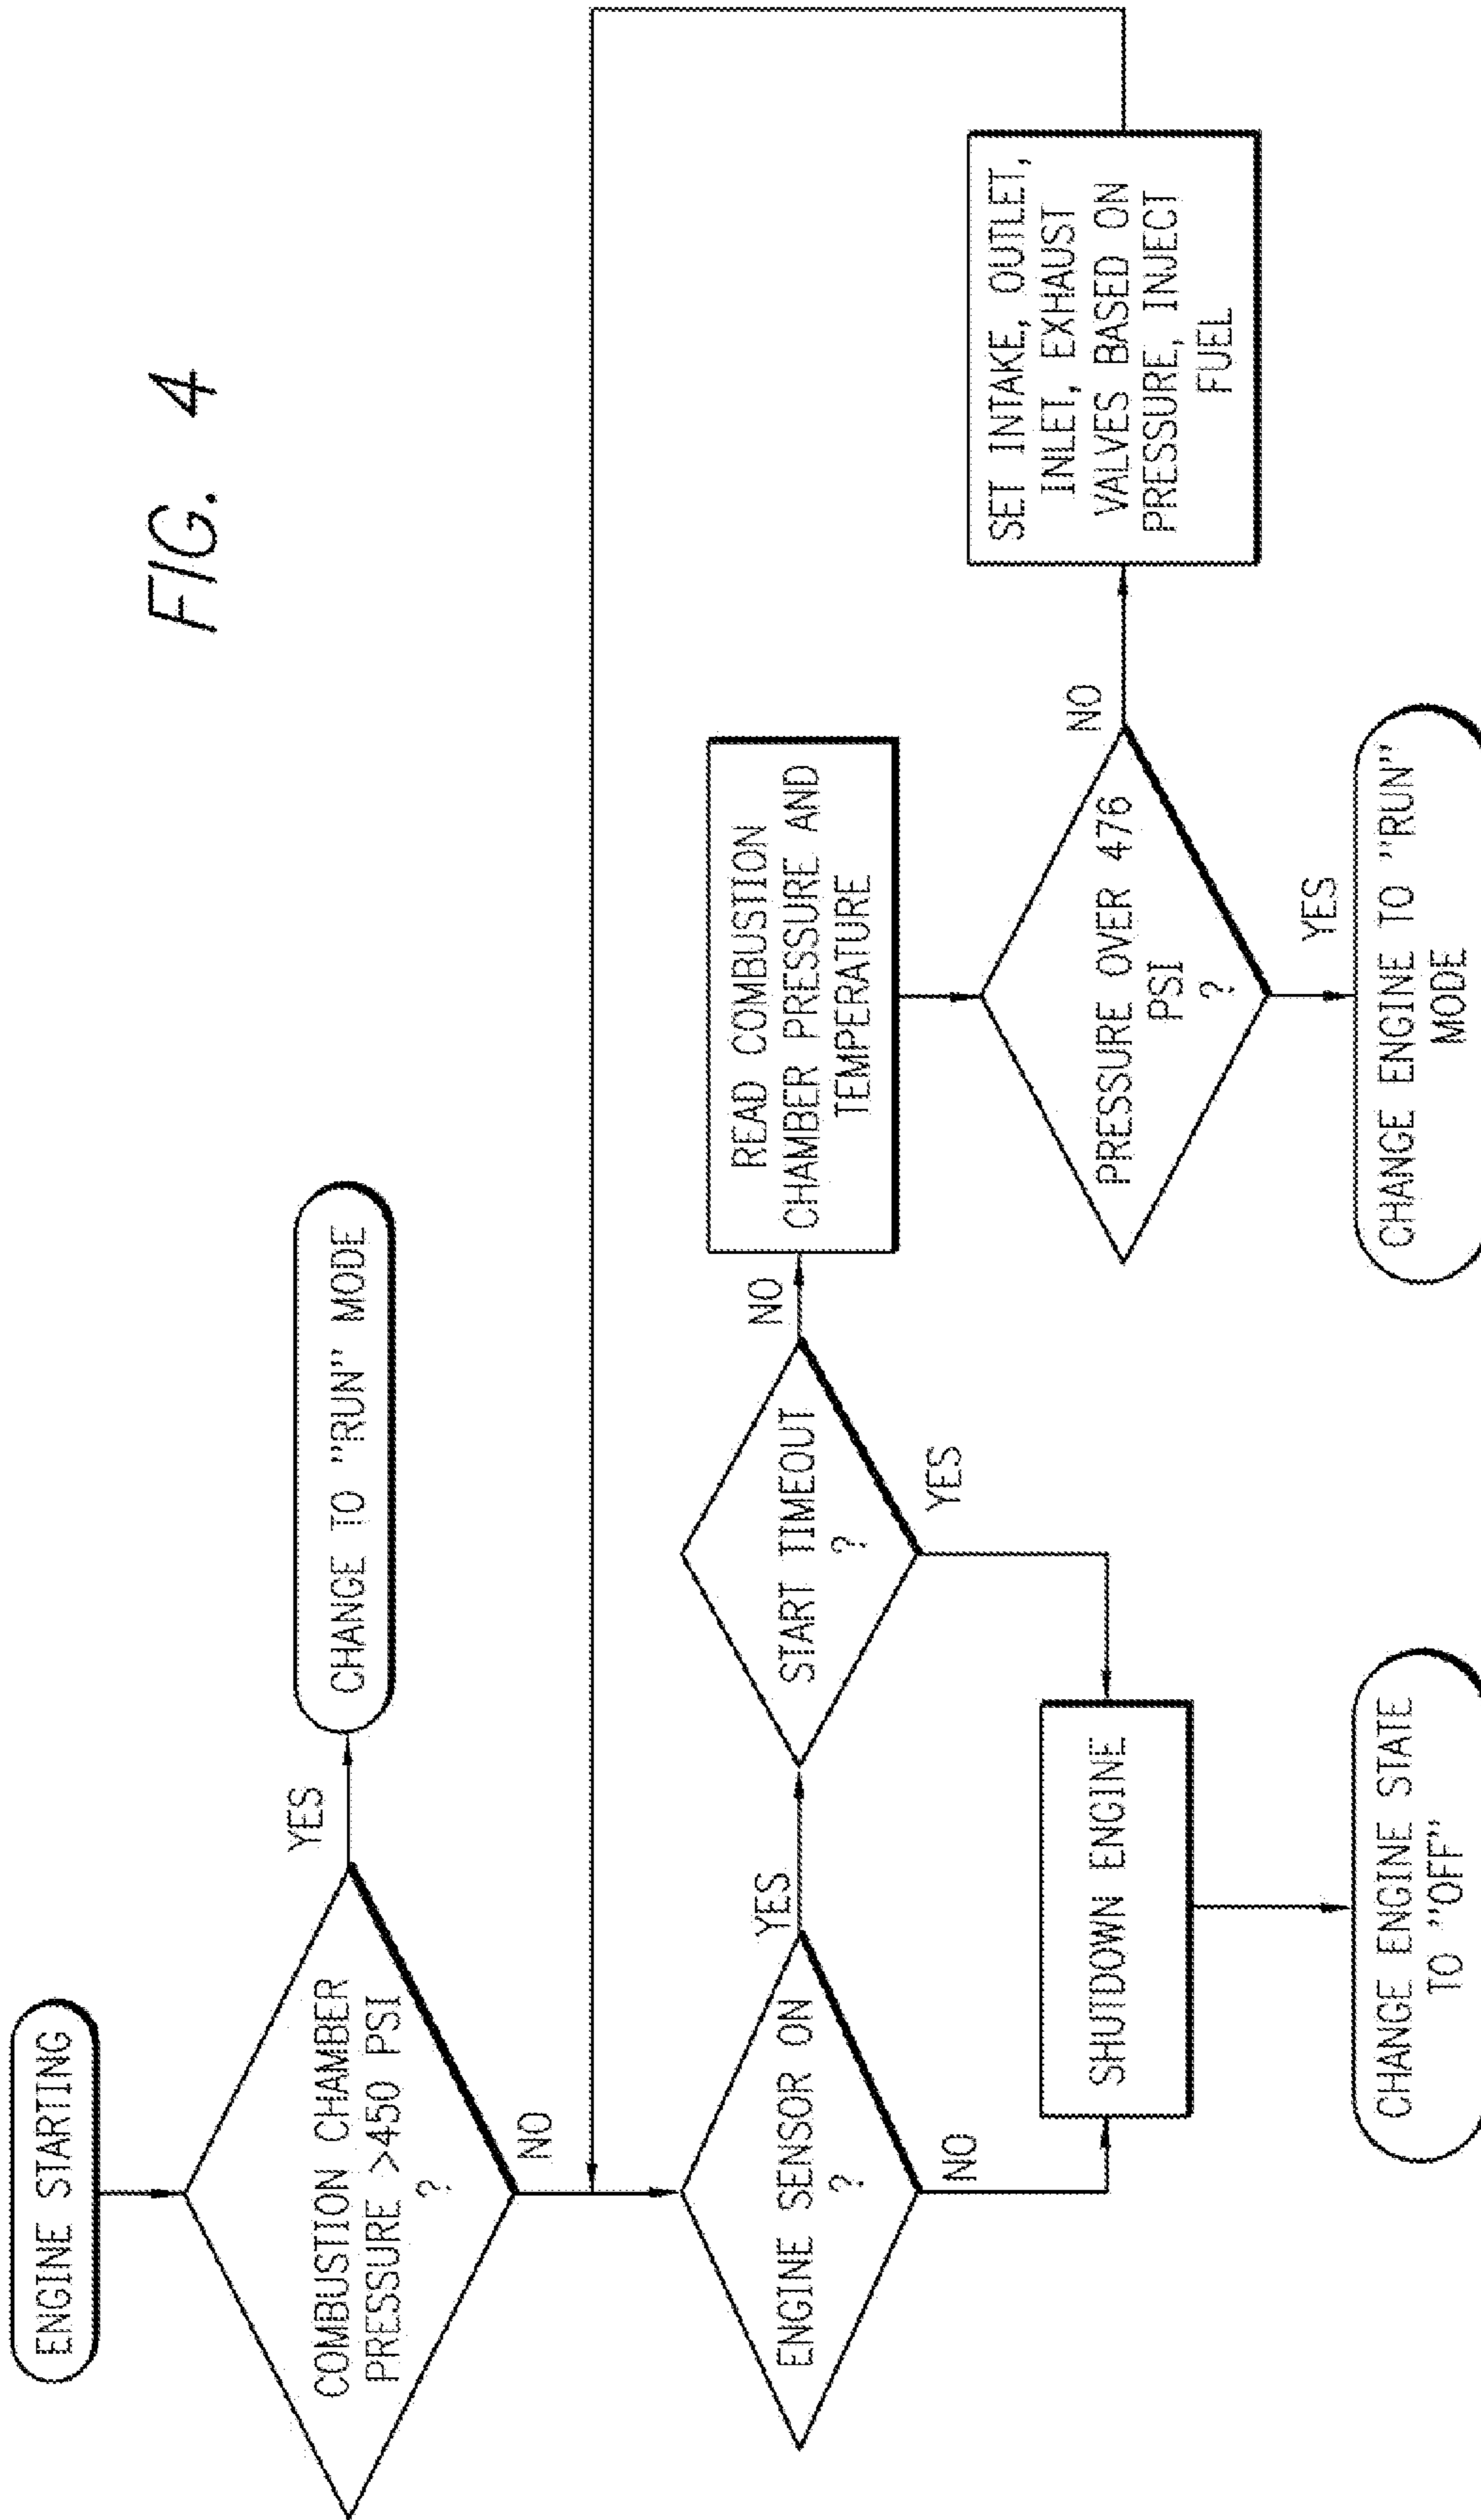 FIG. 4
ENGINE STARTING
COMBUSTION CHAMBER
PRESSURE >450 PSI
?
YES
CHANGE TO "RUN" MODE
NO
ENGINE SENSOR ON
?
YES
NO
START TIMEOUT
?
NO
YES
READ COMBUSTION
CHAMBER PRESSURE AND
TEMPERATURE
SHUTDOWN ENGINE
PRESSURE OVER 476
PSI
?
NO
YES
SET INTAKE, OUTLET,
INLET, EXHAUST
VALVES BASED ON
PRESSURE, INJECT
FUEL
CHANGE ENGINE STATE
TO "OFF"
CHANGE ENGINE TO "RUN"
MODE